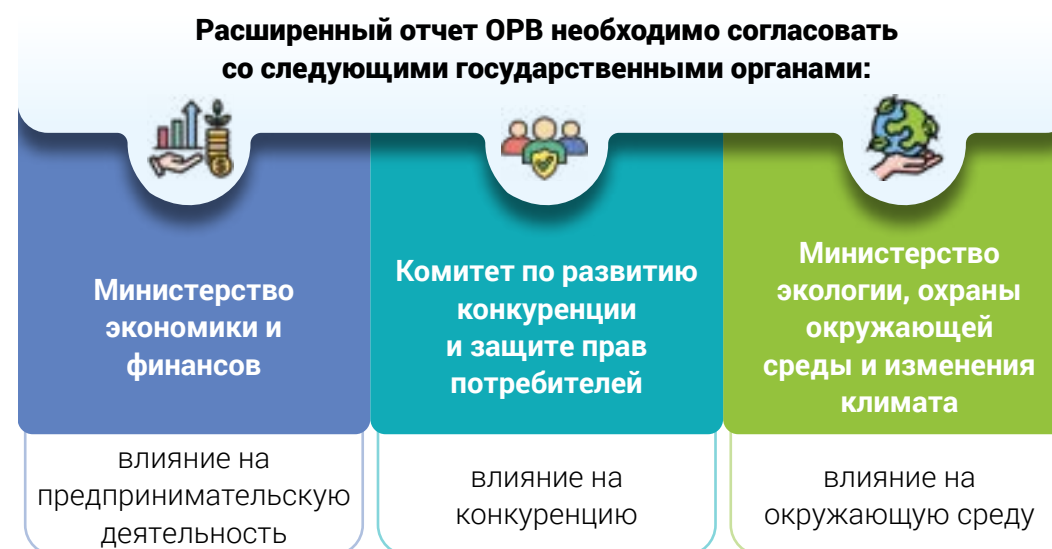 Расширенный отчет ОРВ необходимо согласовать
со следующими государственными органами:
Министерство
экономики и
финансов
влияние на
предпринимательскую
деятельность
Комитет по развитию
конкуренции
и защите прав
потребителей
влияние на
конкуренцию
Министерство
экологии, охраны
окружающей
среды и изменения
климата
влияние на
окружающую среду